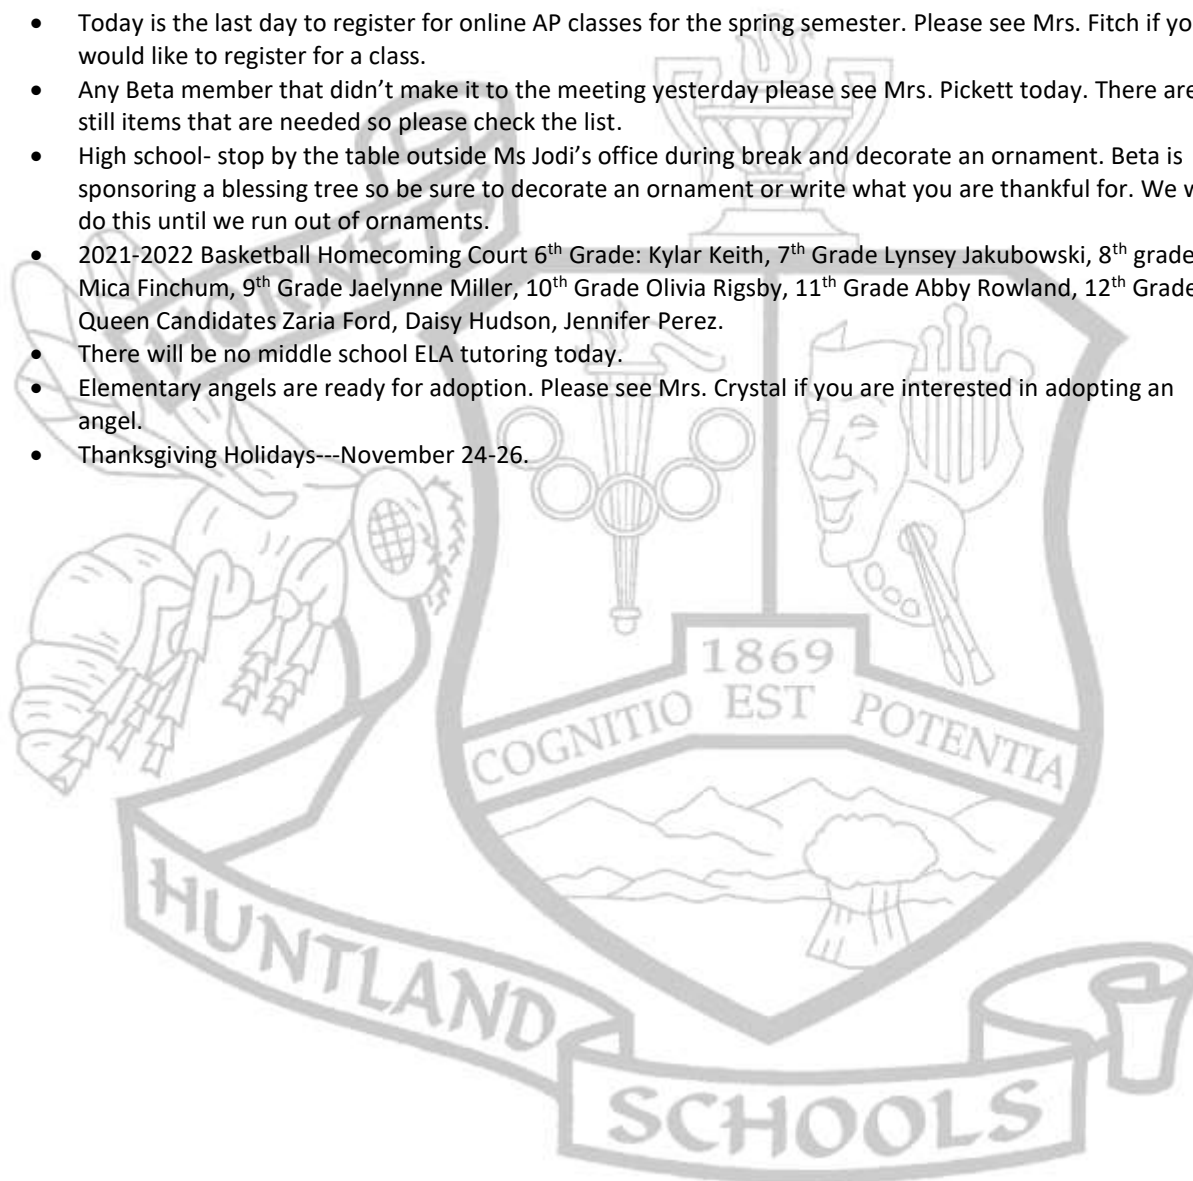 • Today is the last day to register for online AP classes for the spring semester. Please see Mrs. Fitch if yo
would like to register for a class.
• Any Beta member that didn’t make it to the meeting yesterday please see Mrs. Pickett today. There are
still items that are needed so please check the list.
• High school- stop by the table outside Ms Jodi’s office during break and decorate an ornament. Beta is
sponsoring a blessing tree so be sure to decorate an ornament or write what you are thankful for. We w
do this until we run out of ornaments.
• 2021-2022 Basketball Homecoming Court 6th Grade: Kylar Keith, 7th Grade Lynsey Jakubowski, 8th grade
Mica Finchum, 9th Grade Jaelynne Miller, 10th Grade Olivia Rigsby, 11th Grade Abby Rowland, 12th Grade
Queen Candidates Zaria Ford, Daisy Hudson, Jennifer Perez.
• There will be no middle school ELA tutoring today.
• Elementary angels are ready for adoption. Please see Mrs. Crystal if you are interested in adopting an
angel.
• Thanksgiving Holidays---November 24-26.
HORNETS
1869
COGNITIO EST POTENTIA
HUNTLAND
SCHOOLS